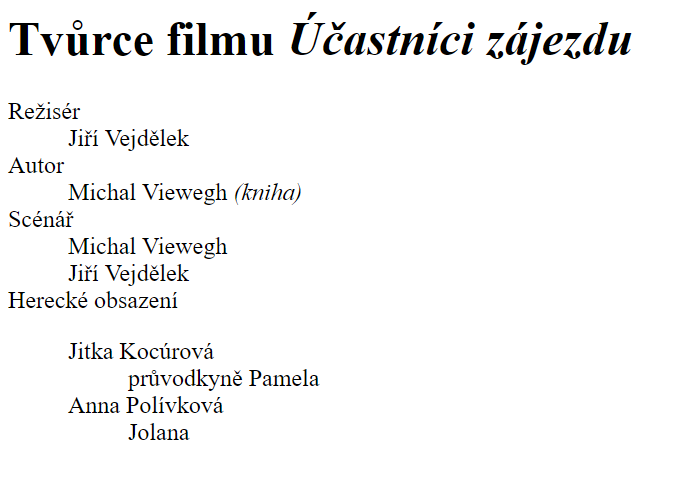 Tvůrce filmu Účastníci zájezdu
Režisér
Jiří Vejdělek
Autor
Michal Viewegh (kniha)
Scénář
Michal Viewegh
Jiří Vejdělek
Herecké obsazení
Jitka Kocúrová
průvodkyně Pamela
Anna Polívková
Jolana